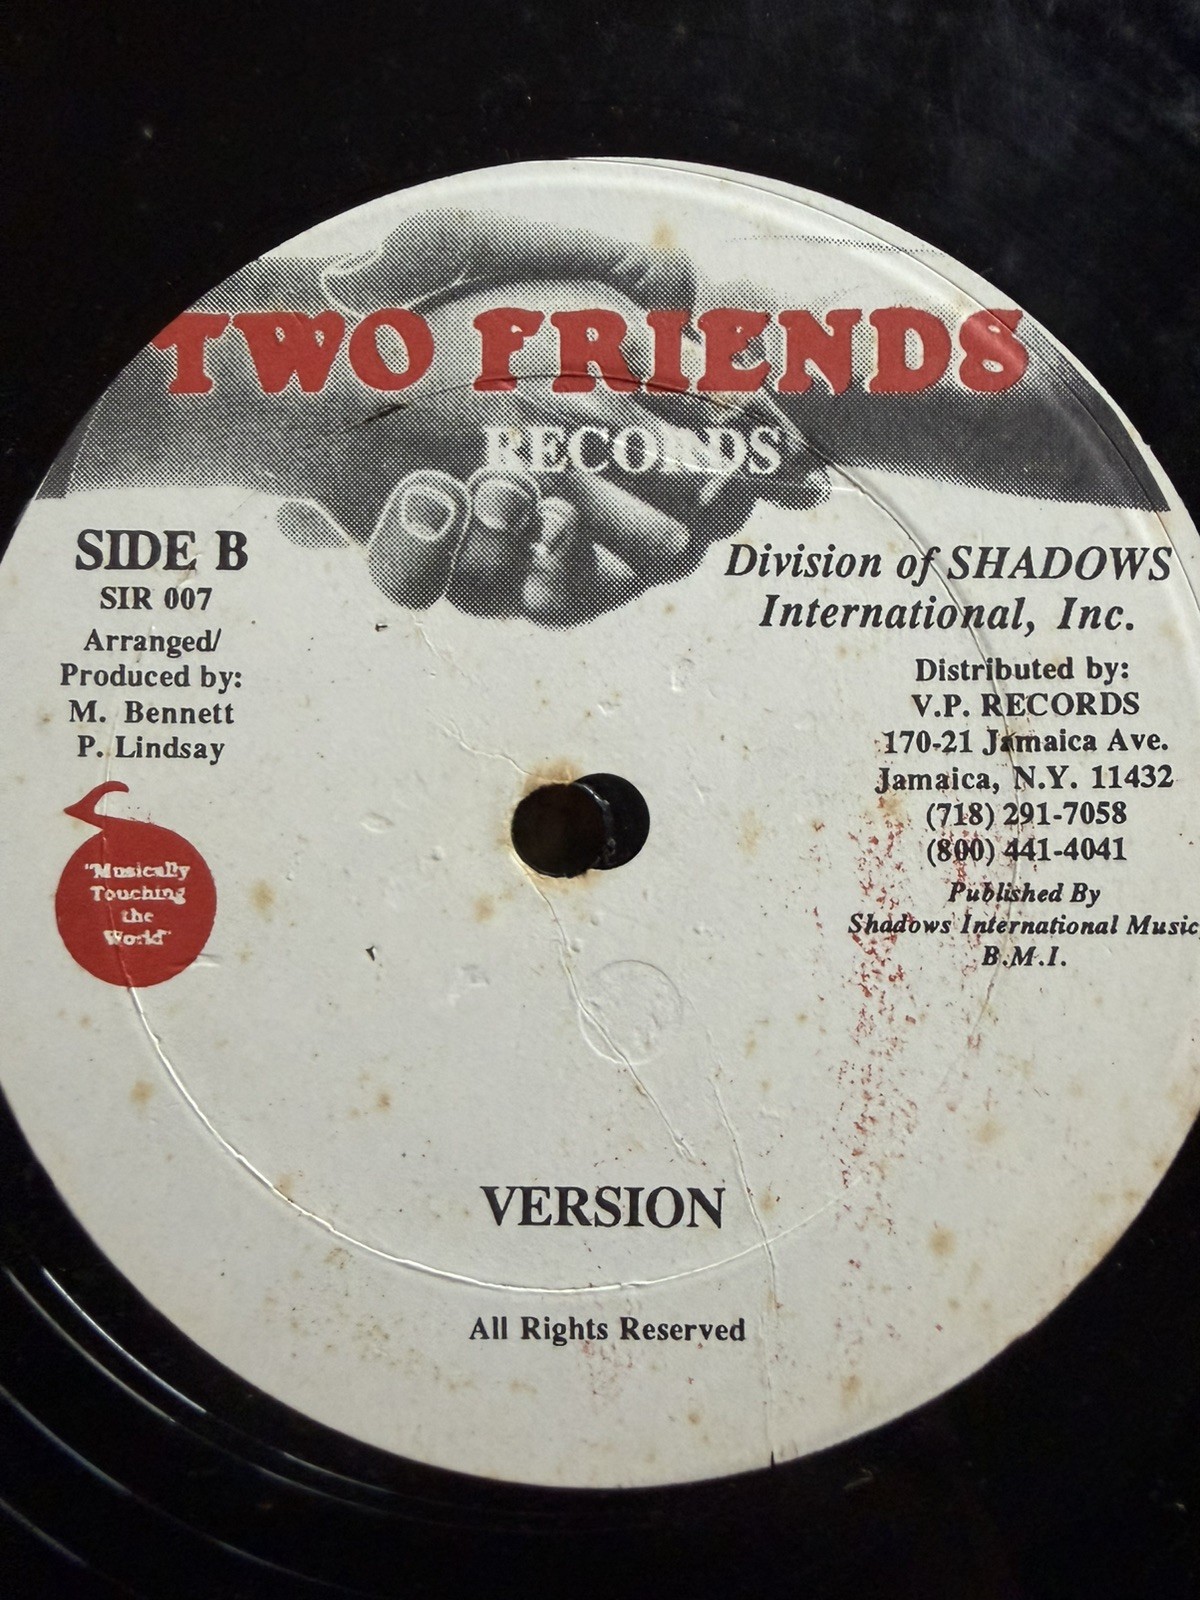 TWO FRIENDS
RECORDS
SIDE B
SIR 007
Arranged/
Produced by:
M. Bennett
P. Lindsay
"Musically
Touching
the
World"
Division of SHADOWS
International, Inc.
Distributed by:
V.P. RECORDS
170-21 Jamaica Ave.
Jamaica, N.Y. 11432
(718) 291-7058
(800) 441-4041
Published By
Shadows International Music
B.M.I.
VERSION
All Rights Reserved